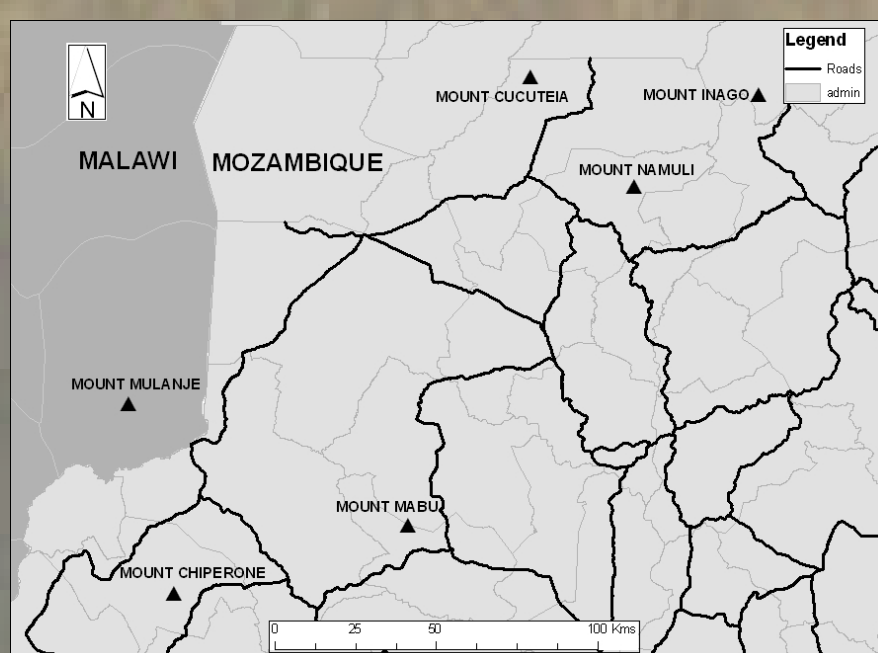 Legend
Roads
admin
N
MOUNT CUCUTEIA
MOUNT INAGO
MALAWI
MOZAMBIQUE
MOUNT NAMULI
MOUNT MULANJE
MOUNT MABU
MOUNT CHIPERONE
0 25 50 100 Kms